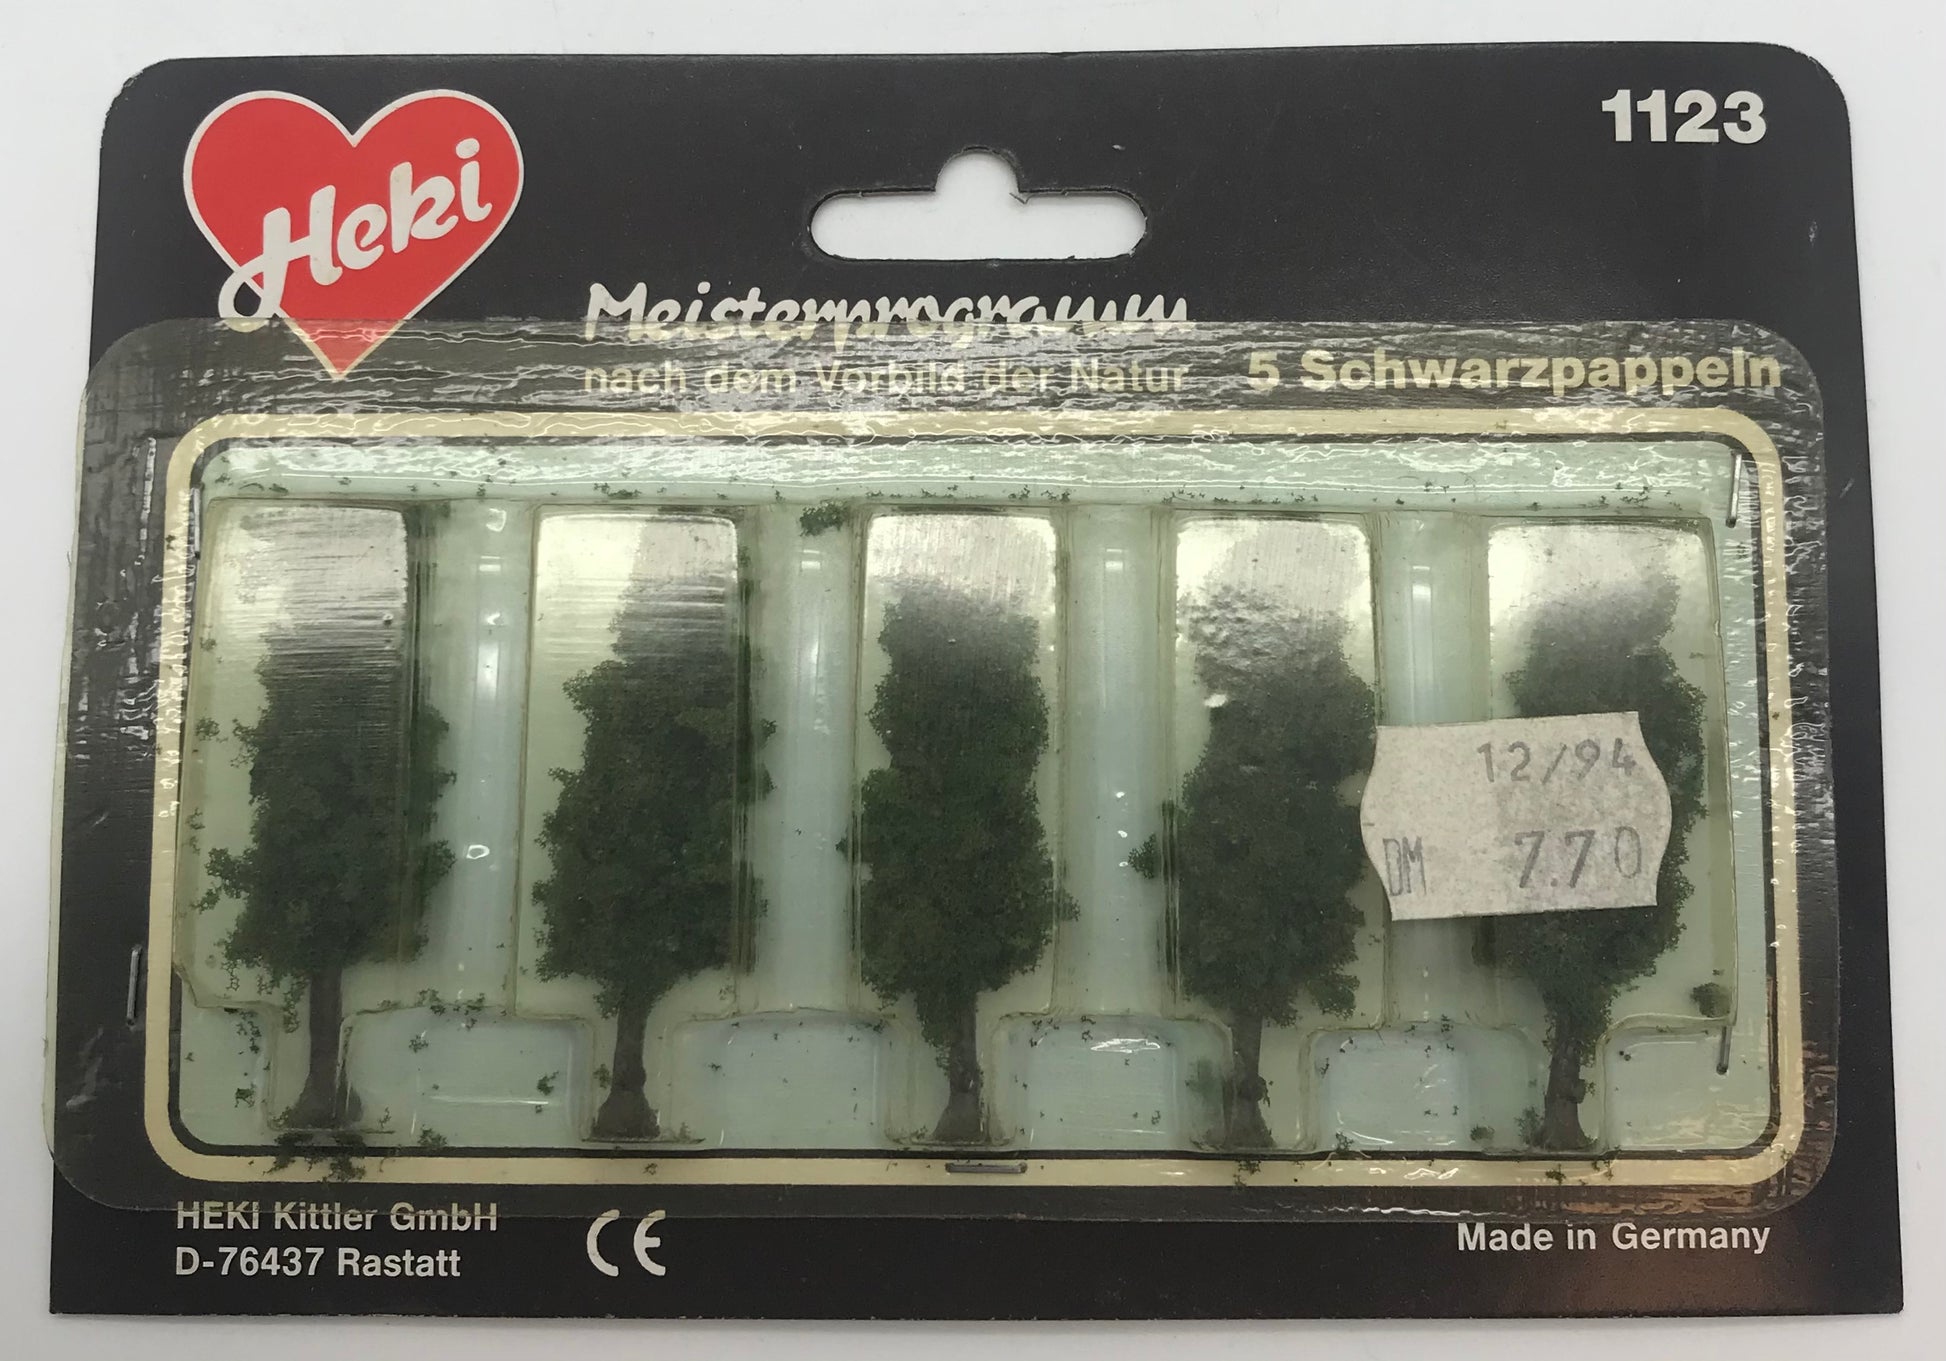 Heki
1123
Meisterprogramm
nach dem Vorbild der Natur
5 Schwarzpappeln
12/94
DM 7.70
HEKI Kittler GmbH
D-76437 Rastatt
CE
Made in Germany